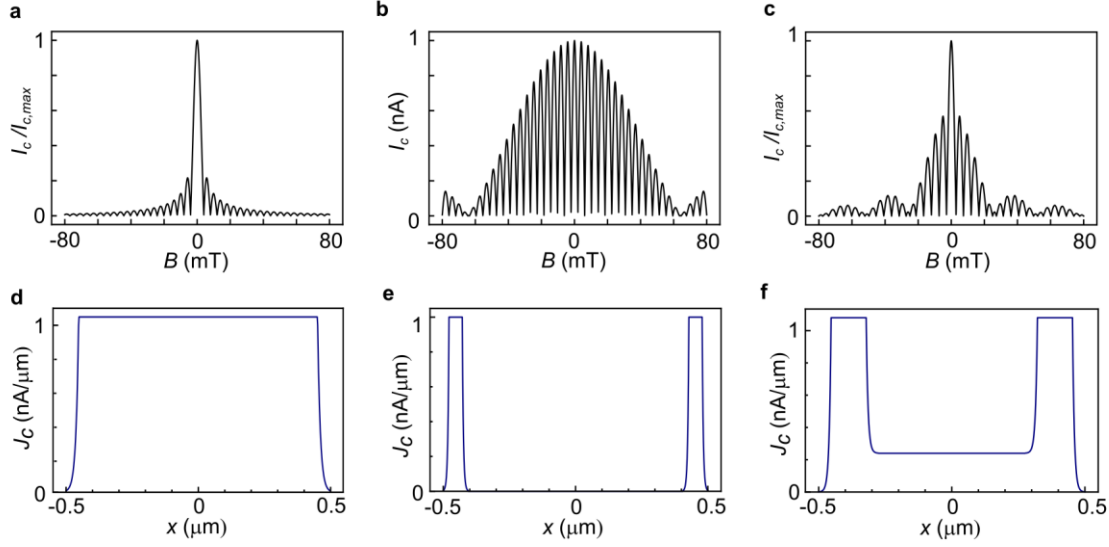 a
b
c
1
0
I_c /I_{c,max}
-80
0
80
B (mT)
1
0
I_c (nA)
-80
0
80
B (mT)
1
0
I_c /I_{c,max}
-80
0
80
B (mT)
d
e
f
1
0
J_C (nA/μm)
-0.5
0
0.5
x (μm)
1
0
J_C (nA/μm)
-0.5
0
0.5
x (μm)
1
0
J_C (nA/μm)
-0.5
0
0.5
x (μm)